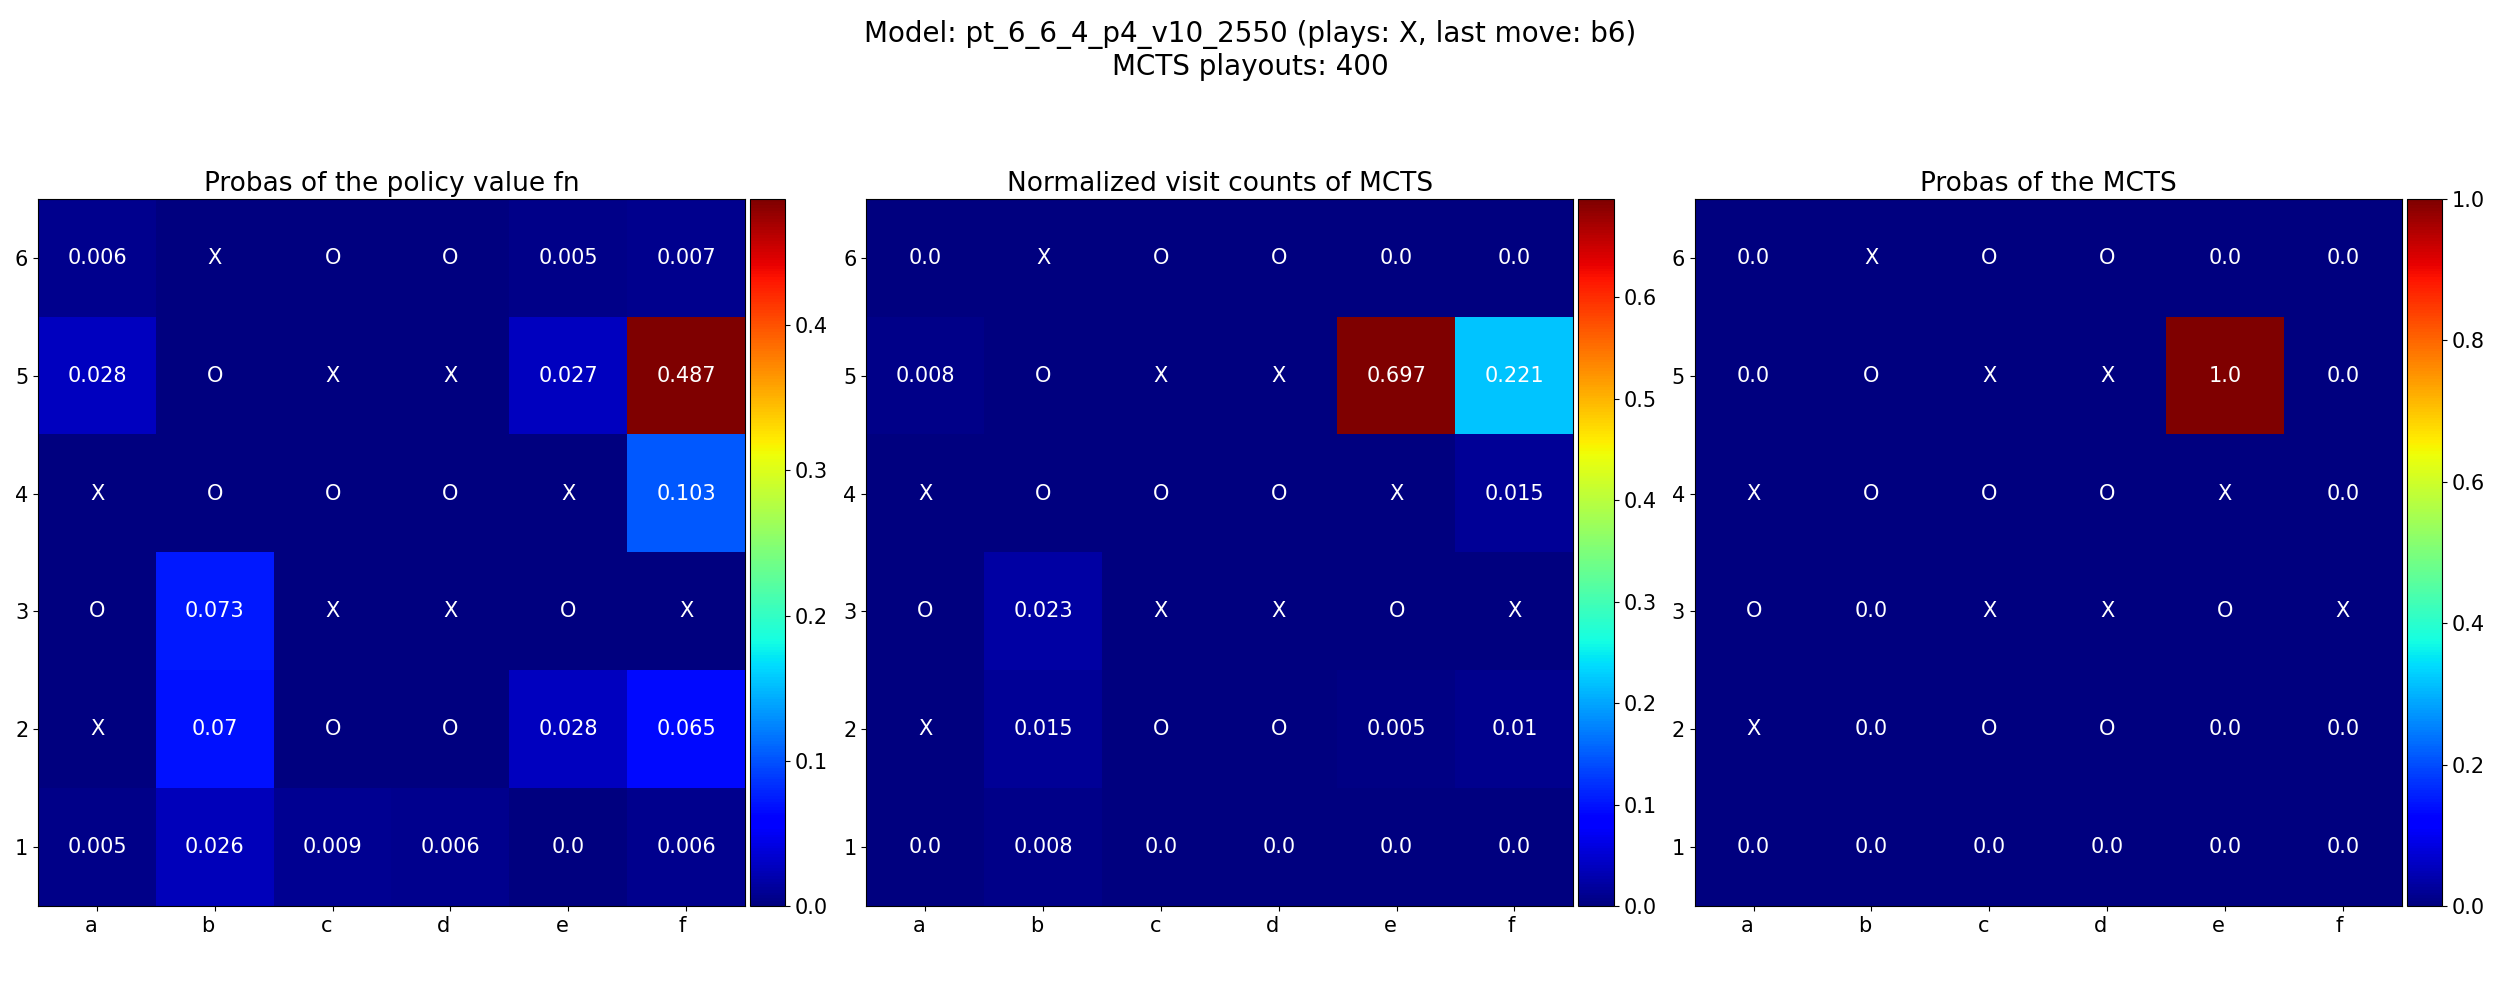 Model: pt_6_6_4_p4_v10_2550 (plays: X, last move: b6)
MCTS playouts: 400
Probas of the policy value fn
6 0.006 X O O 0.005 0.007
5 0.028 O X X 0.027 0.487
4 X O O O X 0.103
3 O 0.073 X X O X
2 X 0.07 O O 0.028 0.065
1 0.005 0.026 0.009 0.006 0.0 0.006
a b c d e f
0.4
0.3
0.2
0.1
0.0
Normalized visit counts of MCTS
6 0.0 X O O 0.0 0.0
5 0.008 O X X 0.697 0.221
4 X O O O X 0.015
3 O 0.023 X X O X
2 X 0.015 O O 0.005 0.01
1 0.0 0.008 0.0 0.0 0.0 0.0
a b c d e f
0.6
0.5
0.4
0.3
0.2
0.1
0.0
Probas of the MCTS
6 0.0 X O O 0.0 0.0
5 0.0 O X X 1.0 0.0
4 X O O O X 0.0
3 O 0.0 X X O X
2 X 0.0 O O 0.0 0.0
1 0.0 0.0 0.0 0.0 0.0 0.0
a b c d e f
1.0
0.8
0.6
0.4
0.2
0.0